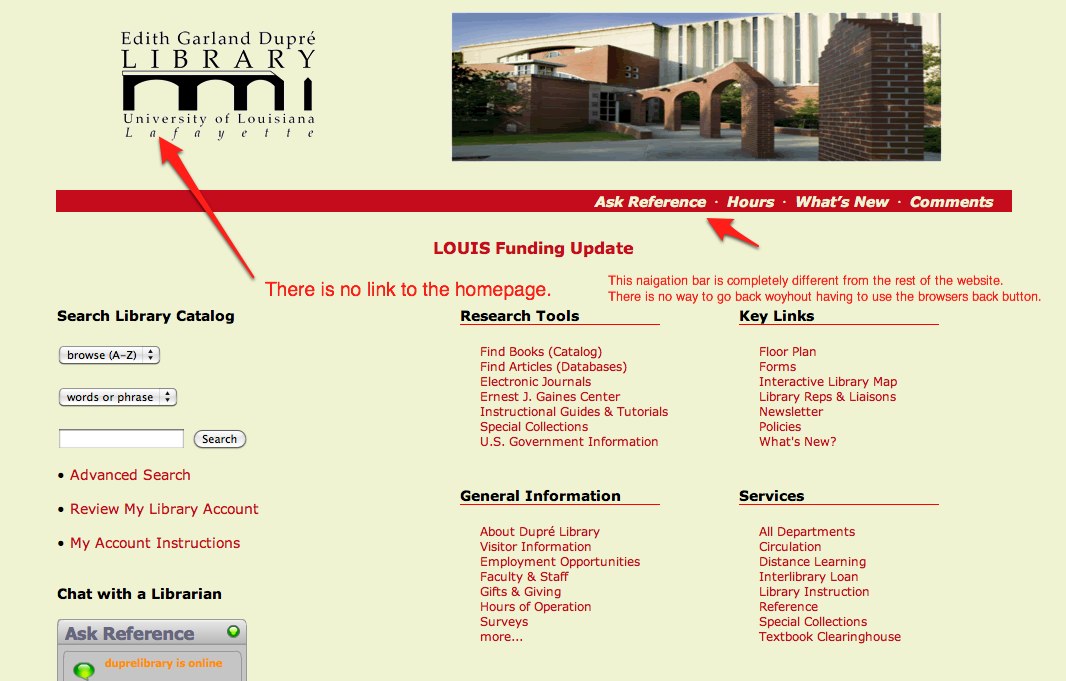 Edith Garland Dupré
LIBRARY
University of Louisiana
Lafayette
Ask Reference · Hours · What's New · Comments
LOUIS Funding Update
There is no link to the homepage.
This naigation bar is completely different from the rest of the website.
There is no way to go back woyhout having to use the browsers back button.
Search Library Catalog
browse (A-Z)
words or phrase
Search
• Advanced Search
• Review My Library Account
• My Account Instructions
Chat with a Librarian
Ask Reference
duprelibrary is online
Research Tools
Find Books (Catalog)
Find Articles (Databases)
Electronic Journals
Ernest J. Gaines Center
Instructional Guides & Tutorials
Special Collections
U.S. Government Information
Key Links
Floor Plan
Forms
Interactive Library Map
Library Reps & Liaisons
Newsletter
Policies
What's New?
General Information
About Dupré Library
Visitor Information
Employment Opportunities
Faculty & Staff
Gifts & Giving
Hours of Operation
Surveys
more...
Services
All Departments
Circulation
Distance Learning
Interlibrary Loan
Library Instruction
Reference
Special Collections
Textbook Clearinghouse